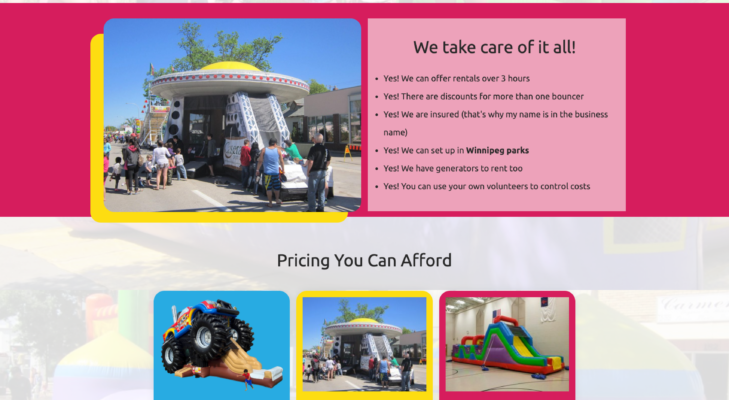 We take care of it all!
Yes! We can offer rentals over 3 hours
Yes! There are discounts for more than one bouncer
Yes! We are insured (that's why my name is in the business
name)
Yes! We can set up in Winnipeg parks
Yes! We have generators to rent too
Yes! You can use your own volunteers to control costs
Pricing You Can Afford